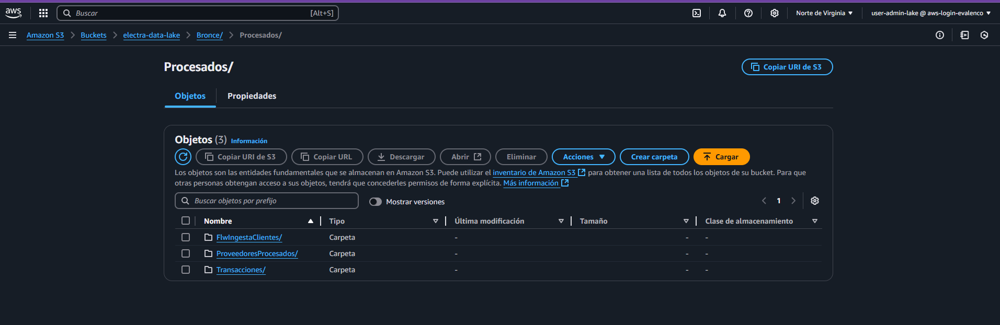 aws
Buscar [Alt+S]
Norte de Virginia
user-admin-lake @ aws-login-evalenco
Amazon S3 > Buckets > electra-data-lake > Bronce/ > Procesados/
Procesados/
Copiar URI de S3
Objetos
Propiedades
Objetos (3) Información
Copiar URI de S3
Copiar URL
Descargar
Abrir
Eliminar
Acciones
Crear carpeta
Cargar
Los objetos son las entidades fundamentales que se almacenan en Amazon S3. Puede utilizar el inventario de Amazon S3 para obtener una lista de todos los objetos de su bucket. Para que
otras personas obtengan acceso a sus objetos, tendrá que concederles permisos de forma explícita. Más información
Buscar objetos por prefijo
Mostrar versiones
1
Nombre Tipo Última modificación Tamaño Clase de almacenamiento
FlwIngestaClientes/ Carpeta - - -
ProveedoresProcesados/ Carpeta - - -
Transacciones/ Carpeta - - -